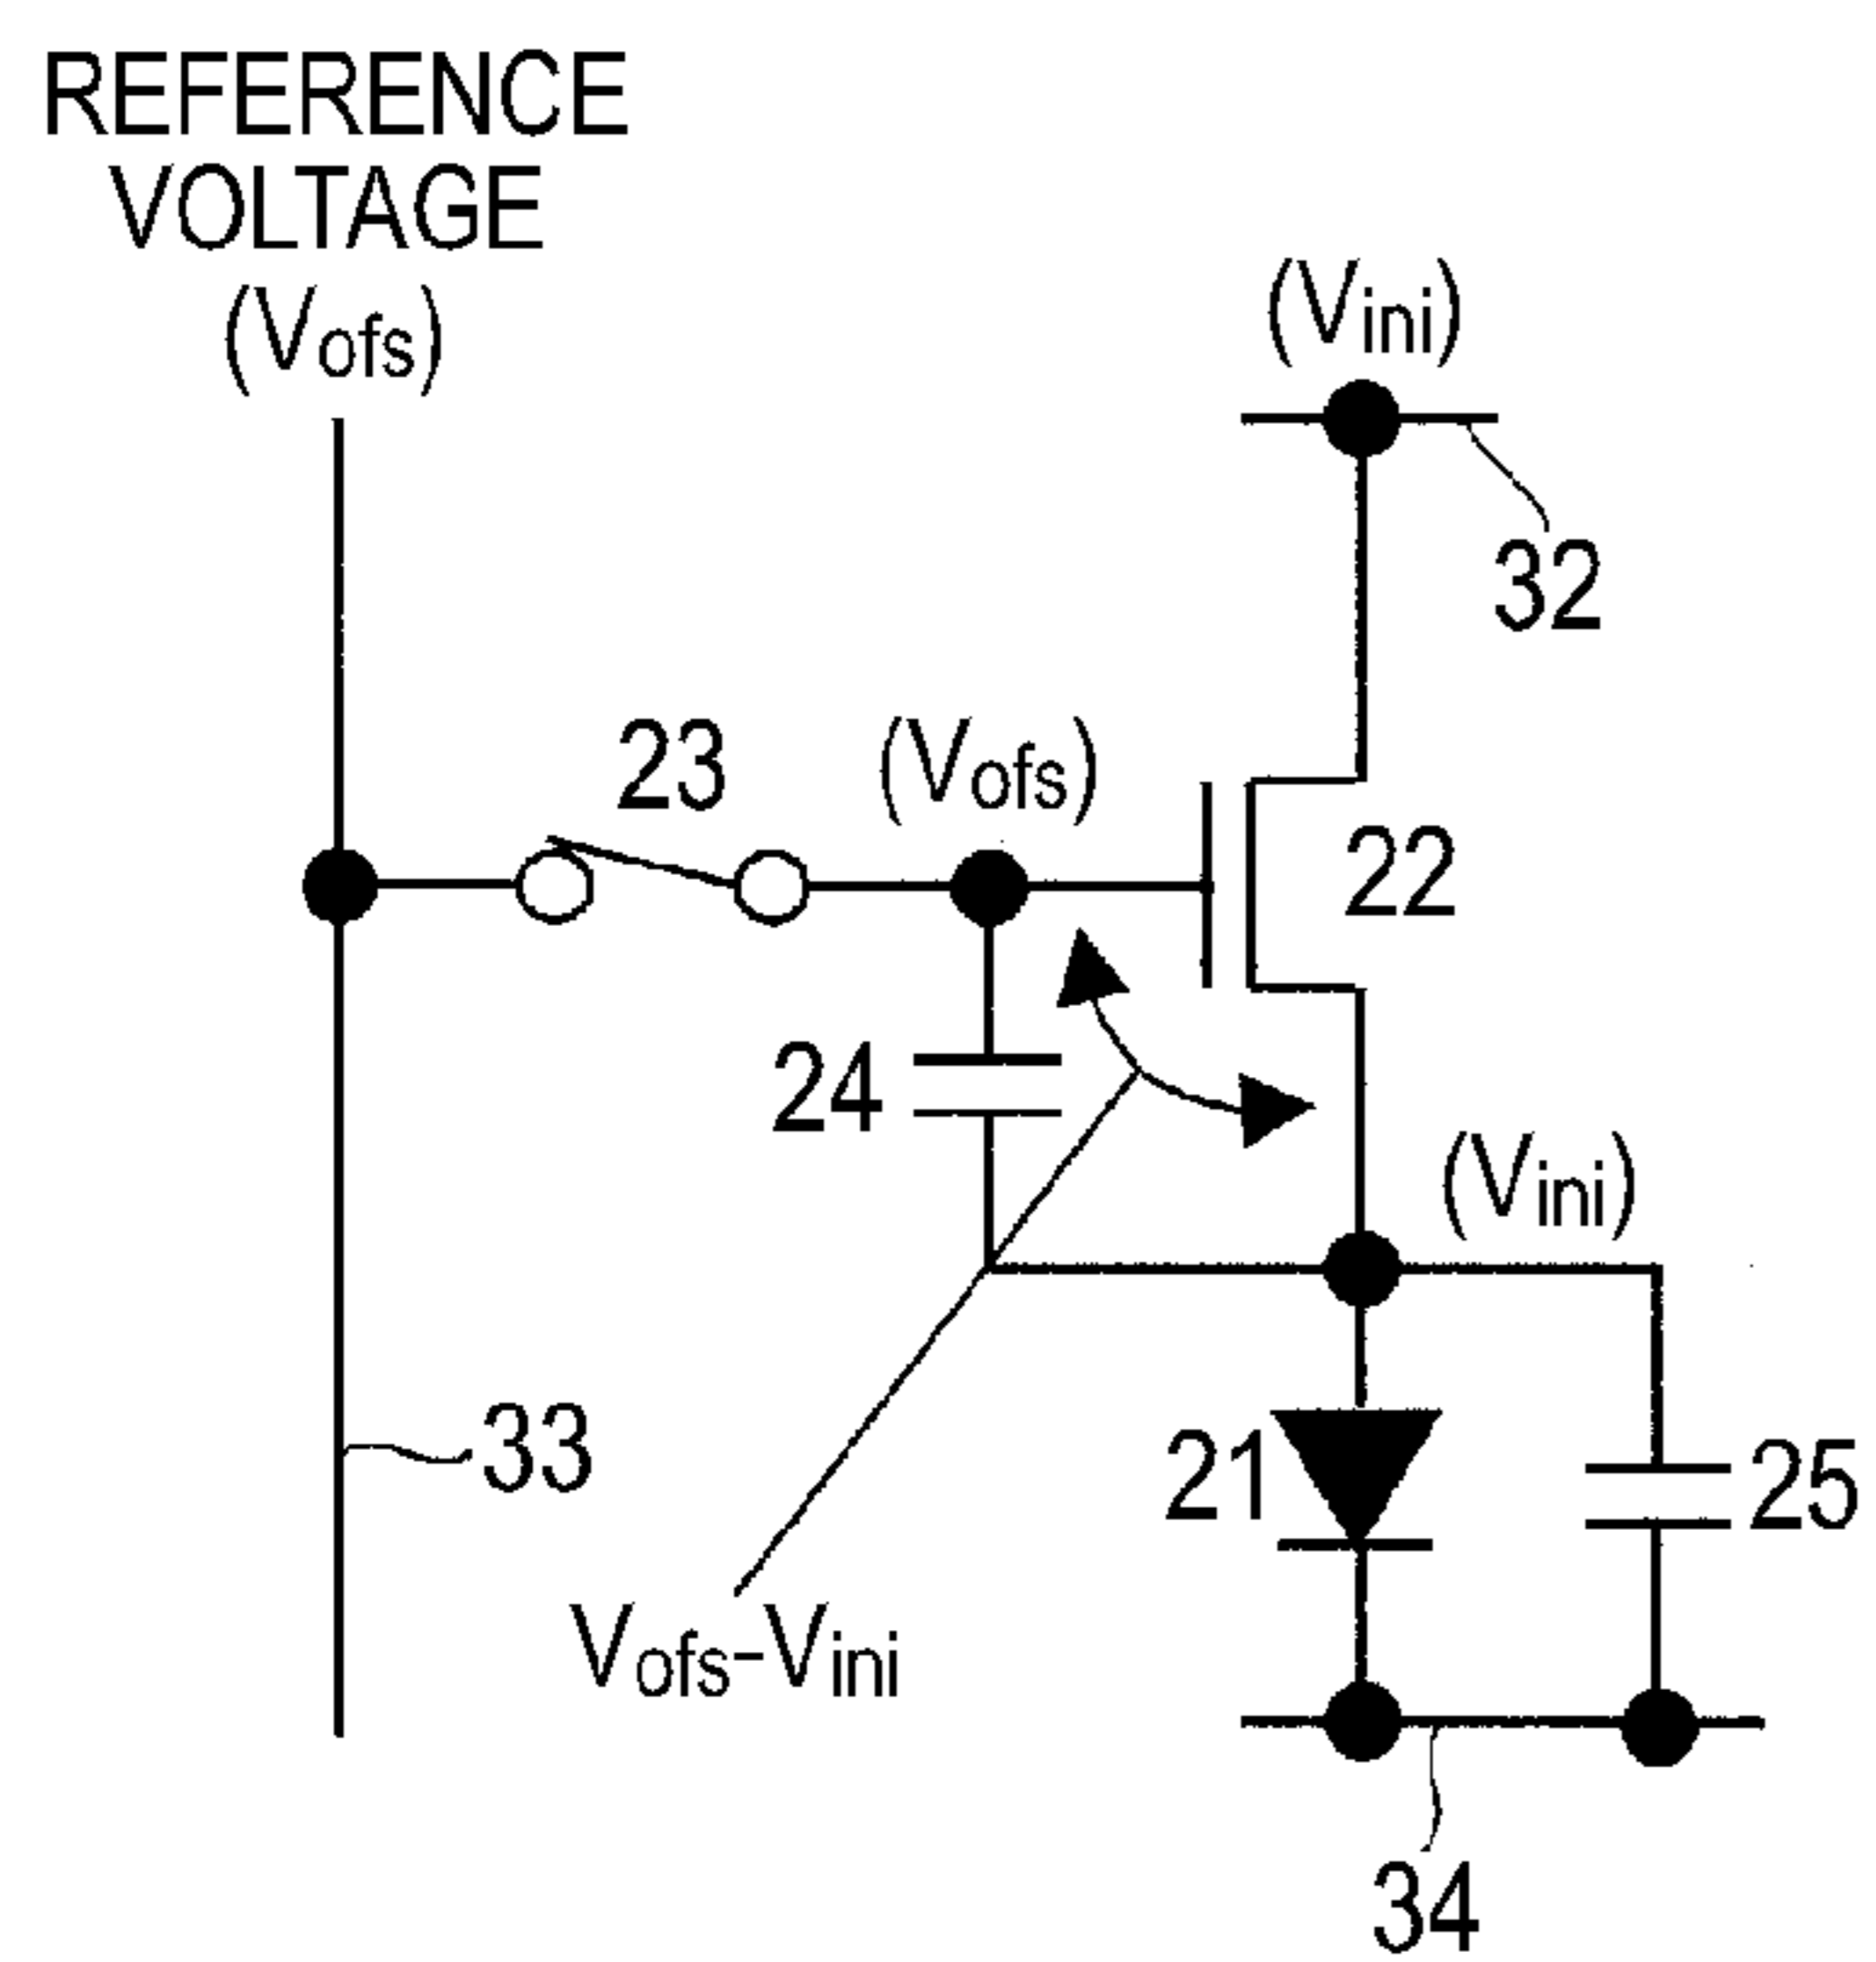 REFERENCE
VOLTAGE
(Vofs)
(Vini)
32
23
(Vofs)
22
24
(Vini)
33
21
25
Vofs-Vini
34